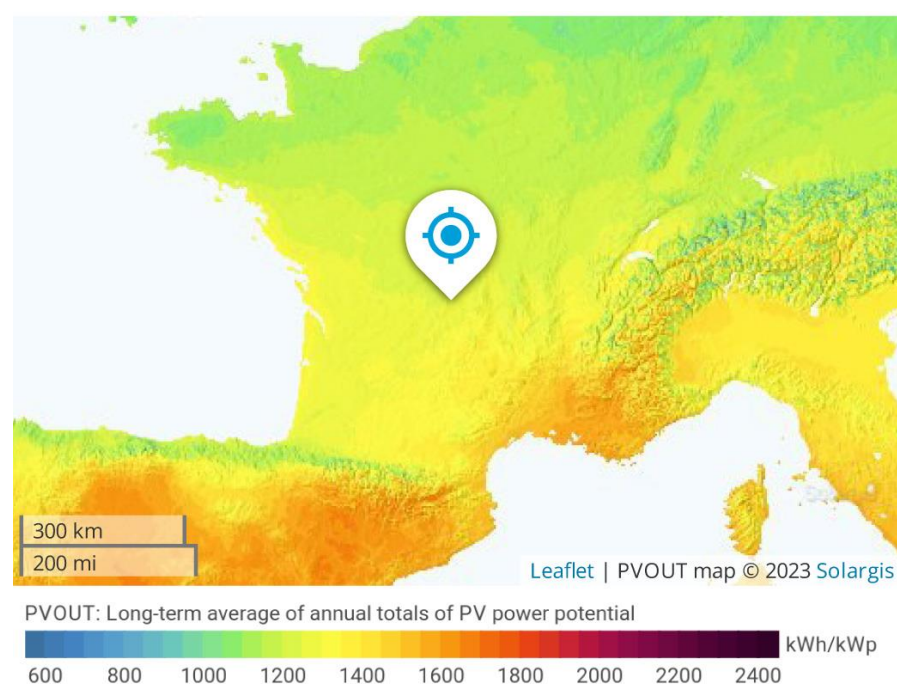 300 km
200 mi
Leaflet | PVOUT map © 2023 Solargis
PVOUT: Long-term average of annual totals of PV power potential
kWh/kWp
600 800 1000 1200 1400 1600 1800 2000 2200 2400